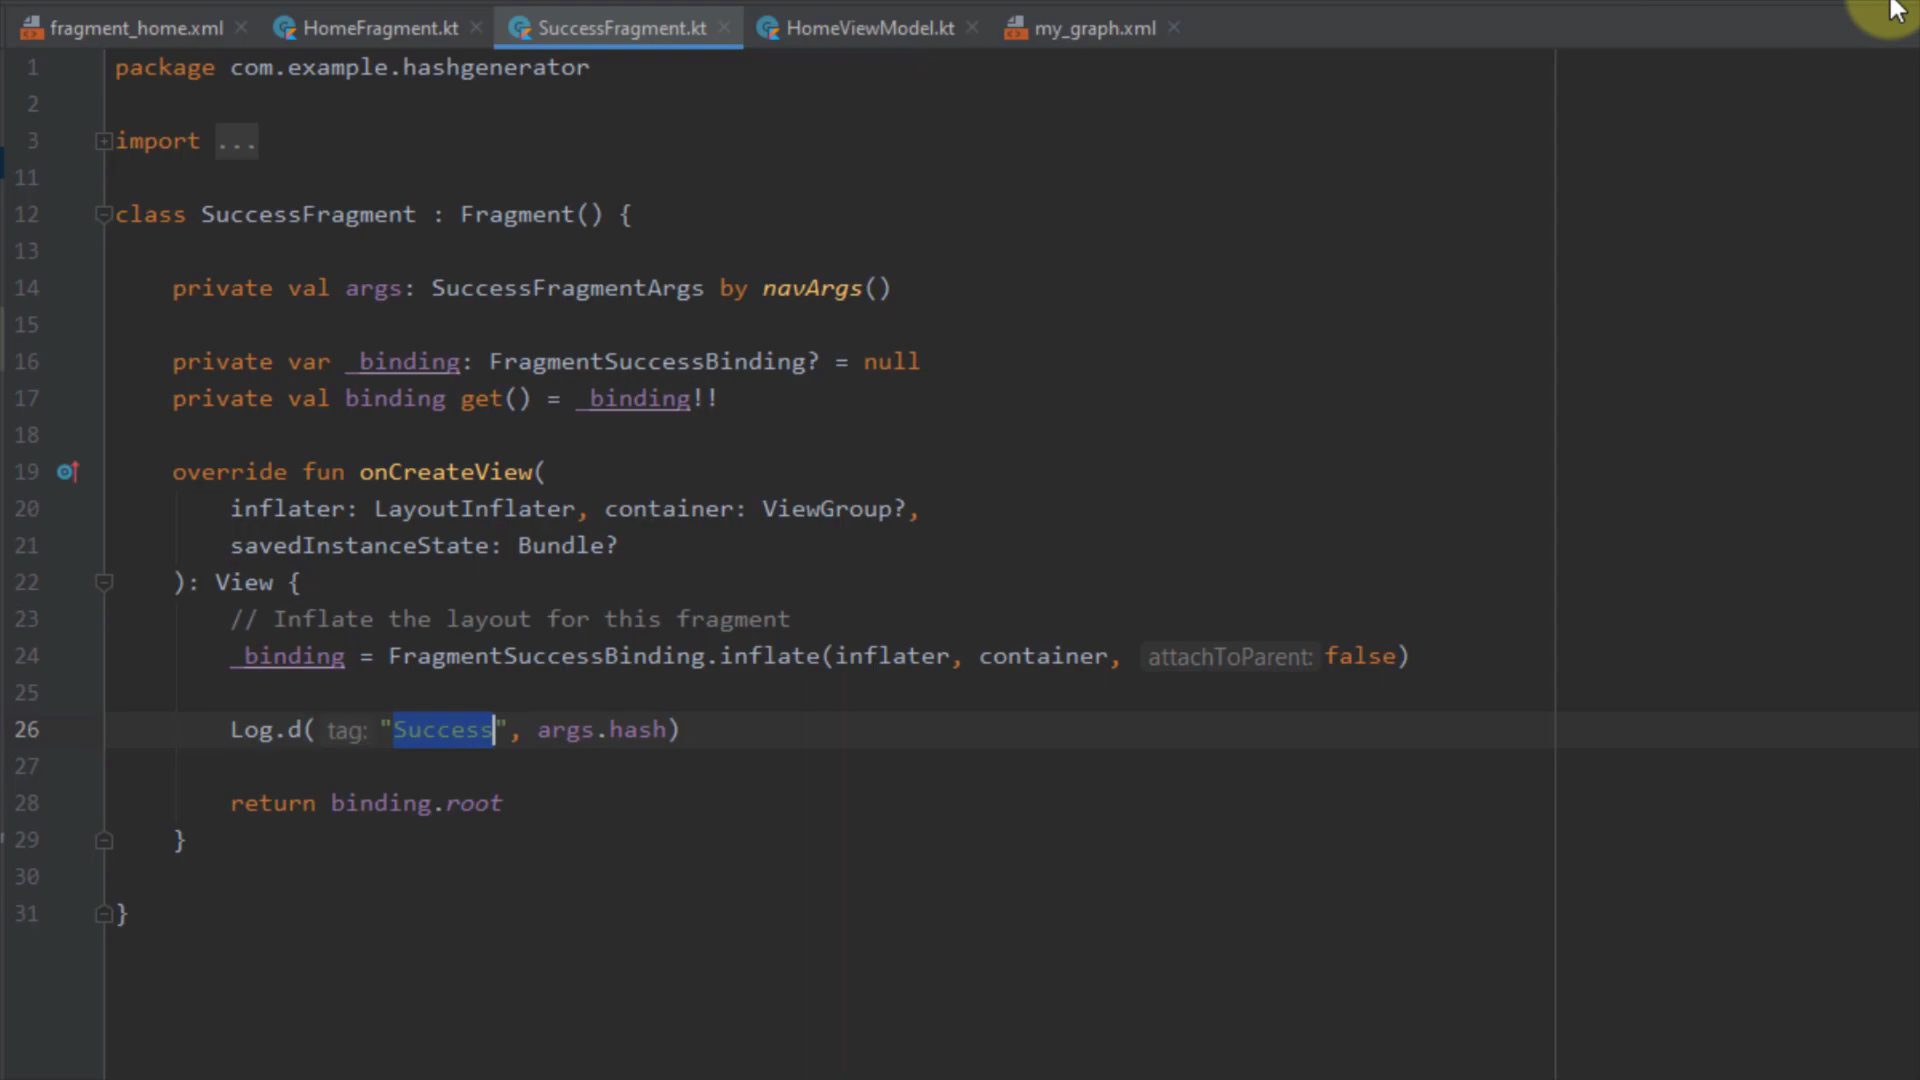 fragment_home.xml HomeFragment.kt SuccessFragment.kt HomeViewModel.kt my_graph.xml
1 package com.example.hashgenerator
2
3 import ...
11
12 class SuccessFragment : Fragment() {
13
14 private val args: SuccessFragmentArgs by navArgs()
15
16 private var _binding: FragmentSuccessBinding? = null
17 private val binding get() = _binding!!
18
19 override fun onCreateView(
20 inflater: LayoutInflater, container: ViewGroup?,
21 savedInstanceState: Bundle?
22 ): View {
23 // Inflate the layout for this fragment
24 _binding = FragmentSuccessBinding.inflate(inflater, container, attachToParent: false)
25
26 Log.d( tag: "Success", args.hash)
27
28 return binding.root
29 }
30
31 }